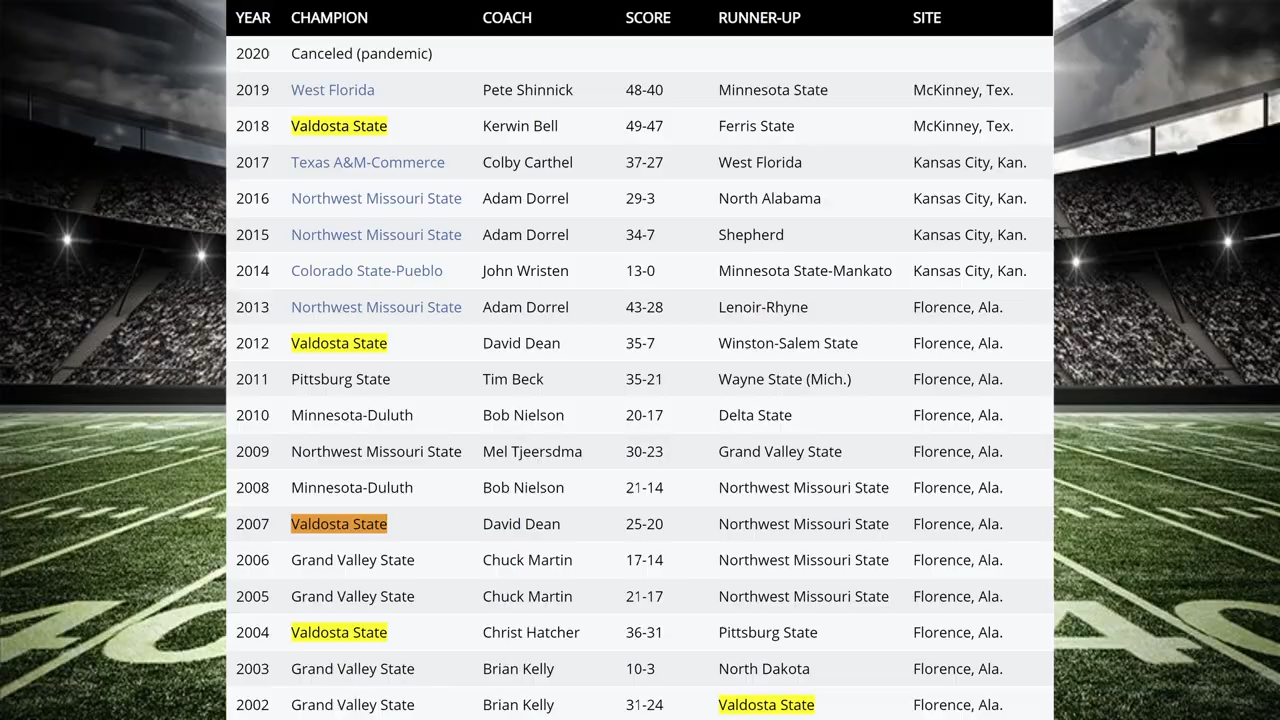 YEAR CHAMPION COACH SCORE RUNNER-UP SITE
2020 Canceled (pandemic)
2019 West Florida Pete Shinnick 48-40 Minnesota State McKinney, Tex.
2018 Valdosta State Kerwin Bell 49-47 Ferris State McKinney, Tex.
2017 Texas A&M-Commerce Colby Carthel 37-27 West Florida Kansas City, Kan.
2016 Northwest Missouri State Adam Dorrel 29-3 North Alabama Kansas City, Kan.
2015 Northwest Missouri State Adam Dorrel 34-7 Shepherd Kansas City, Kan.
2014 Colorado State-Pueblo John Wristen 13-0 Minnesota State-Mankato Kansas City, Kan.
2013 Northwest Missouri State Adam Dorrel 43-28 Lenoir-Rhyne Florence, Ala.
2012 Valdosta State David Dean 35-7 Winston-Salem State Florence, Ala.
2011 Pittsburg State Tim Beck 35-21 Wayne State (Mich.) Florence, Ala.
2010 Minnesota-Duluth Bob Nielson 20-17 Delta State Florence, Ala.
2009 Northwest Missouri State Mel Tjeersdma 30-23 Grand Valley State Florence, Ala.
2008 Minnesota-Duluth Bob Nielson 21-14 Northwest Missouri State Florence, Ala.
2007 Valdosta State David Dean 25-20 Northwest Missouri State Florence, Ala.
2006 Grand Valley State Chuck Martin 17-14 Northwest Missouri State Florence, Ala.
2005 Grand Valley State Chuck Martin 21-17 Northwest Missouri State Florence, Ala.
2004 Valdosta State Christ Hatcher 36-31 Pittsburg State Florence, Ala.
2003 Grand Valley State Brian Kelly 10-3 North Dakota Florence, Ala.
2002 Grand Valley State Brian Kelly 31-24 Valdosta State Florence, Ala.